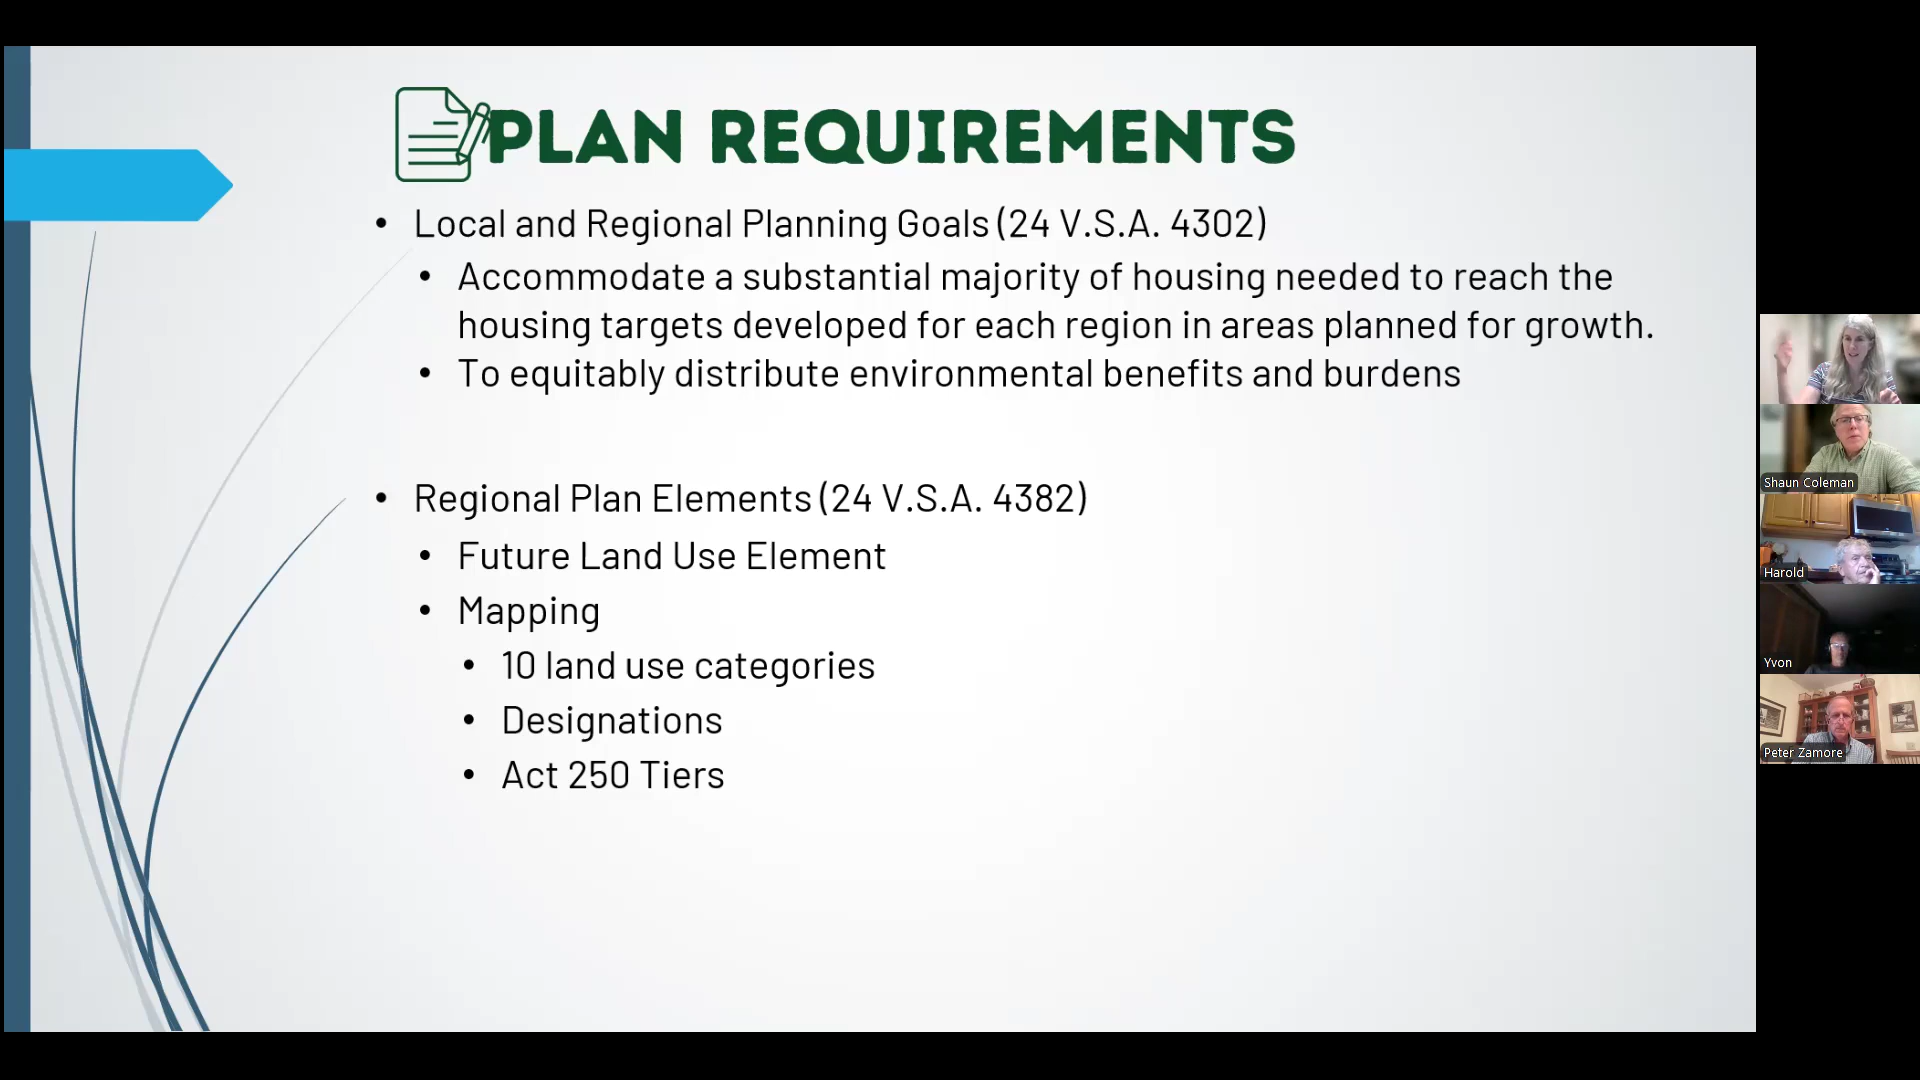 PLAN REQUIREMENTS
• Local and Regional Planning Goals (24 V.S.A. 4302)
• Accommodate a substantial majority of housing needed to reach the
housing targets developed for each region in areas planned for growth.
• To equitably distribute environmental benefits and burdens
• Regional Plan Elements (24 V.S.A. 4382)
• Future Land Use Element
• Mapping
• 10 land use categories
• Designations
• Act 250 Tiers
Shaun Coleman
Harold
Yvon
Peter Zamore